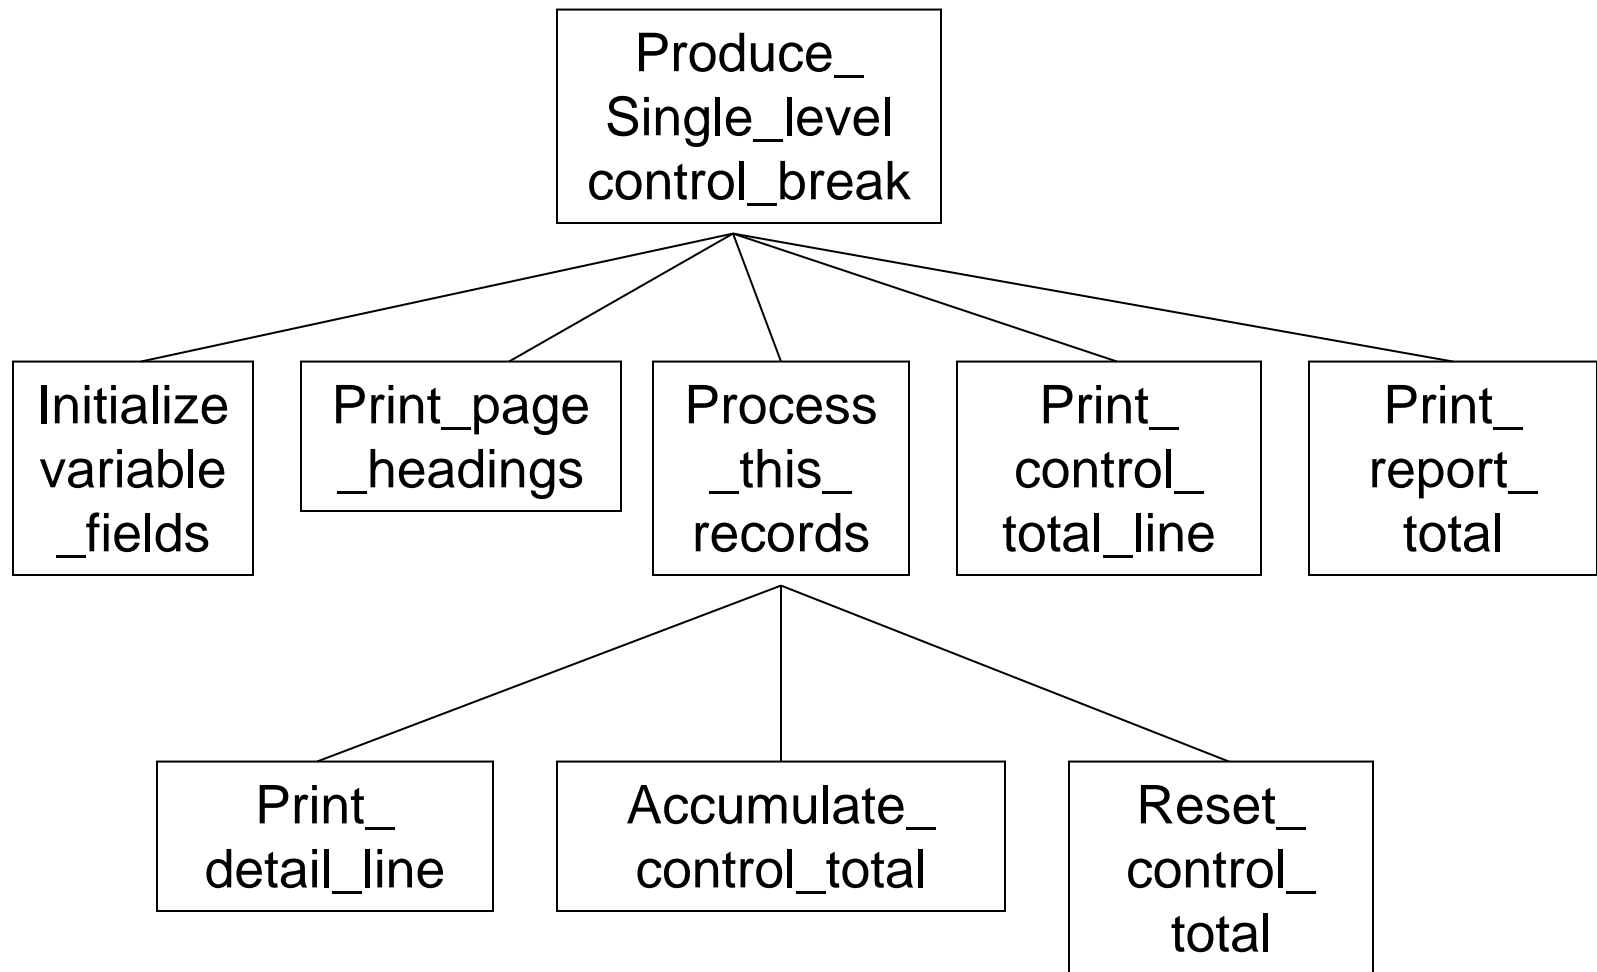 Produce_
Single_level
control_break
Initialize
variable
_fields
Print_page
_headings
Process
_this_
records
Print_
control_
total_line
Print_
report_
total
Print_
detail_line
Accumulate_
control_total
Reset_
control_
total